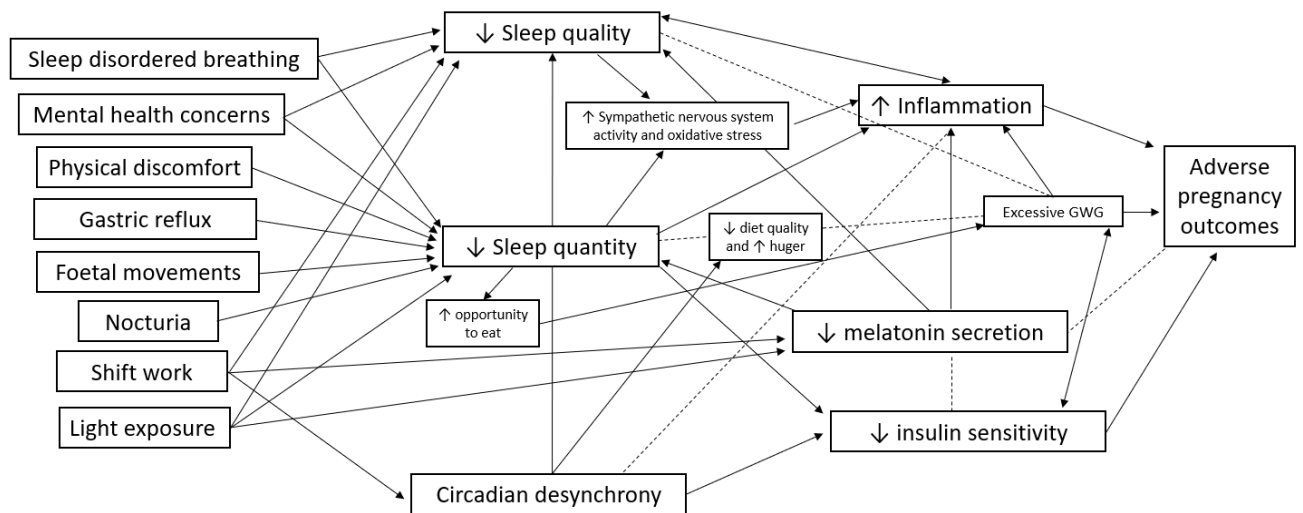 ↓ Sleep quality
Sleep disordered breathing
Mental health concerns
Physical discomfort
Gastric reflux
Foetal movements
Nocturia
Shift work
Light exposure
↑ Sympathetic nervous system
activity and oxidative stress
↑ Inflammation
Adverse
pregnancy
outcomes
Excessive GWG
↓ diet quality
and ↑ huger
↓ Sleep quantity
↑ opportunity
to eat
↓ melatonin secretion
↓ insulin sensitivity
Circadian desynchrony